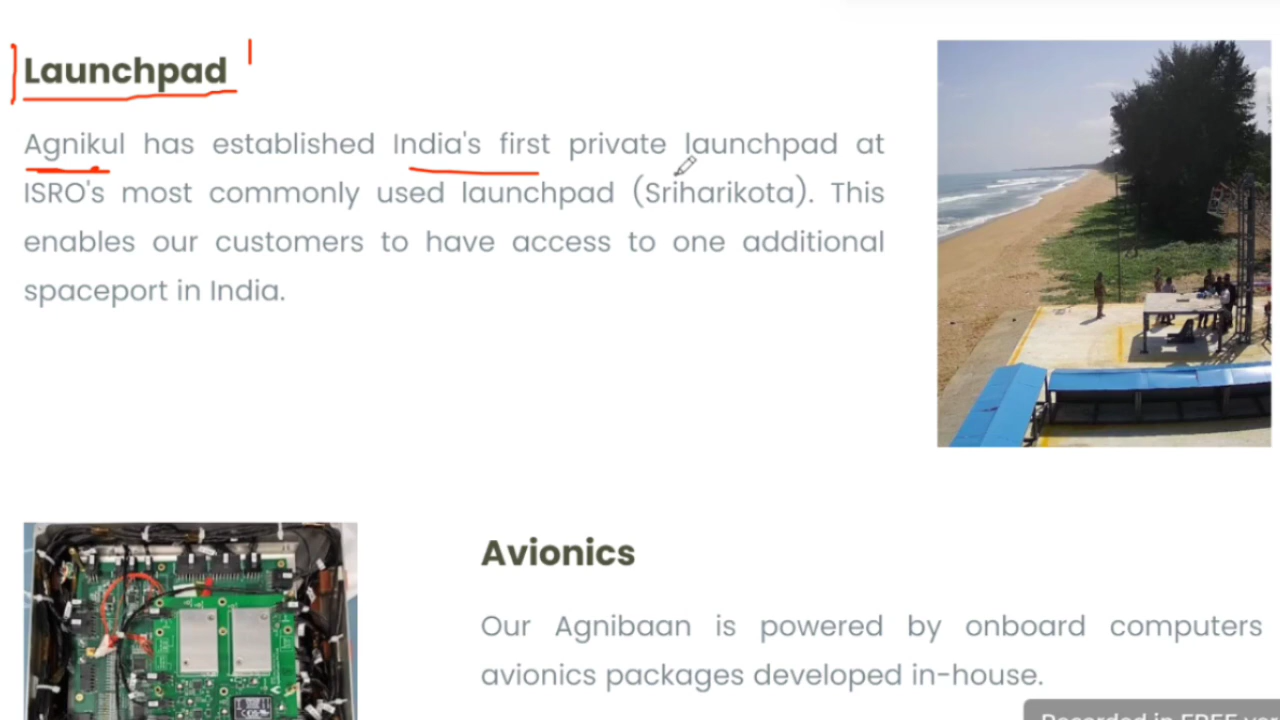 Launchpad
Agnikul has established India's first private launchpad at
ISRO's most commonly used launchpad (Sriharikota). This
enables our customers to have access to one additional
spaceport in India.
Avionics
Our Agnibaan is powered by onboard computers
avionics packages developed in-house.
Recorded in FREE